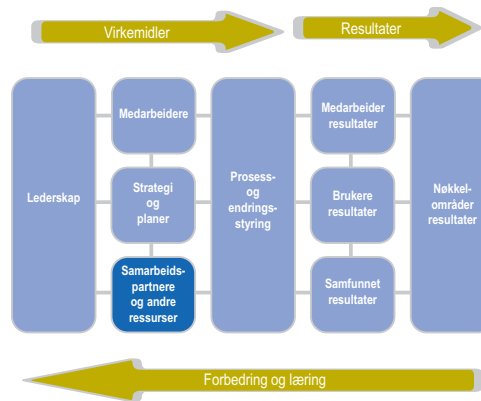 Virkemidler
Resultater
Lederskap
Medarbeidere
Strategi
og
planer
Samarbeids-
partnere
og andre
ressurser
Prosess-
og
endrings-
styring
Medarbeider
resultater
Brukere
resultater
Samfunnet
resultater
Nøkkel-
områder
resultater
Forbedring og læring